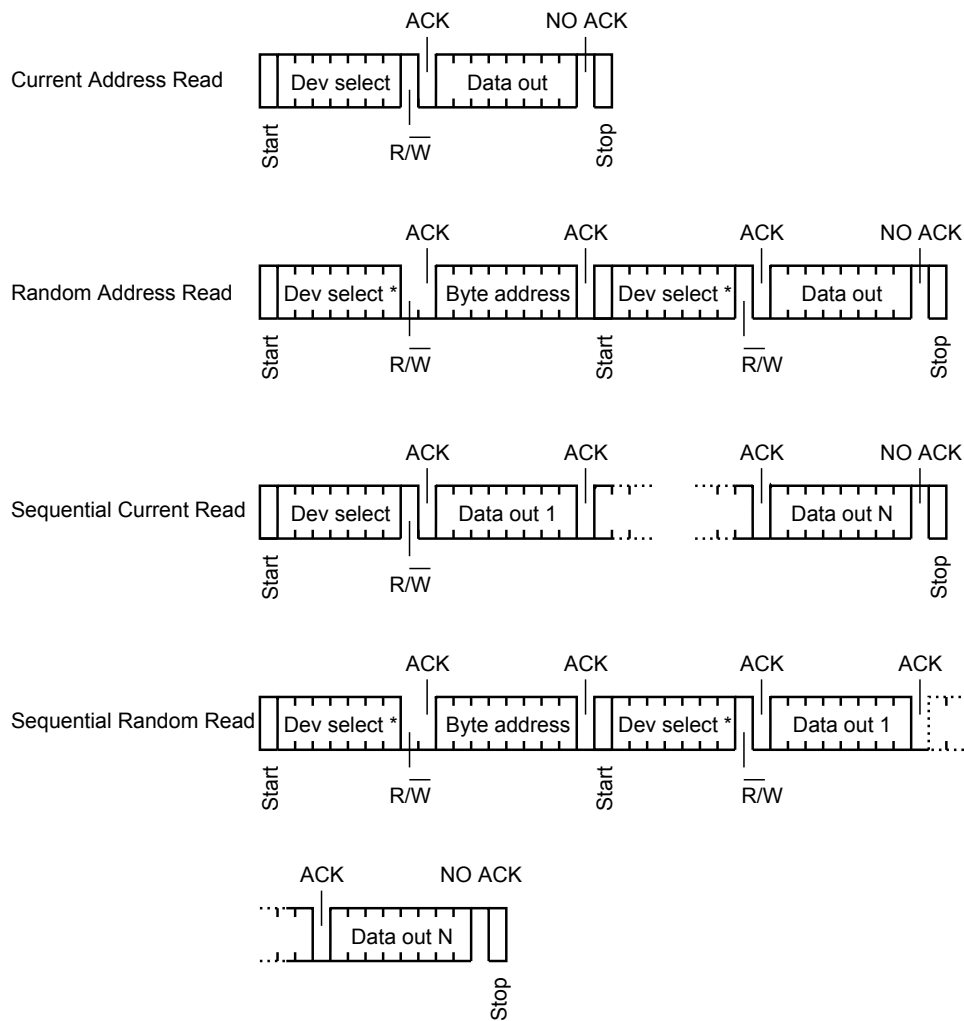 ACK NO ACK
Current Address Read Dev select Data out
Start R/W̅ Stop
ACK ACK ACK NO ACK
Random Address Read Dev select * Byte address Dev select * Data out
Start R/W̅ Start R̅/W Stop
ACK ACK ACK NO ACK
Sequential Current Read Dev select Data out 1 Data out N
Start R/W̅ Stop
ACK ACK ACK ACK
Sequential Random Read Dev select * Byte address Dev select * Data out 1
Start R/W̅ Start R̅/W
ACK NO ACK
Data out N
Stop